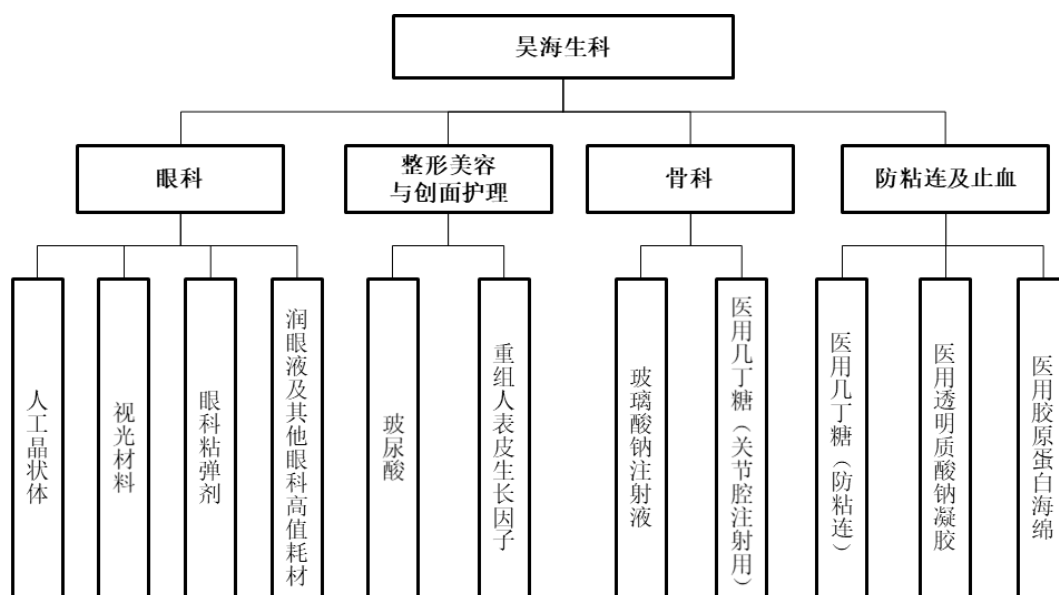 昊海生科
眼科
整形美容
与创面护理
骨科
防粘连及止血
人工晶状体
视光材料
眼科粘弹剂
润眼液及其他眼科高值耗材
玻尿酸
重组人表皮生长因子
玻璃酸钠注射液
医用几丁糖（关节腔注射用）
医用几丁糖（防粘连）
医用透明质酸钠凝胶
医用胶原蛋白海绵